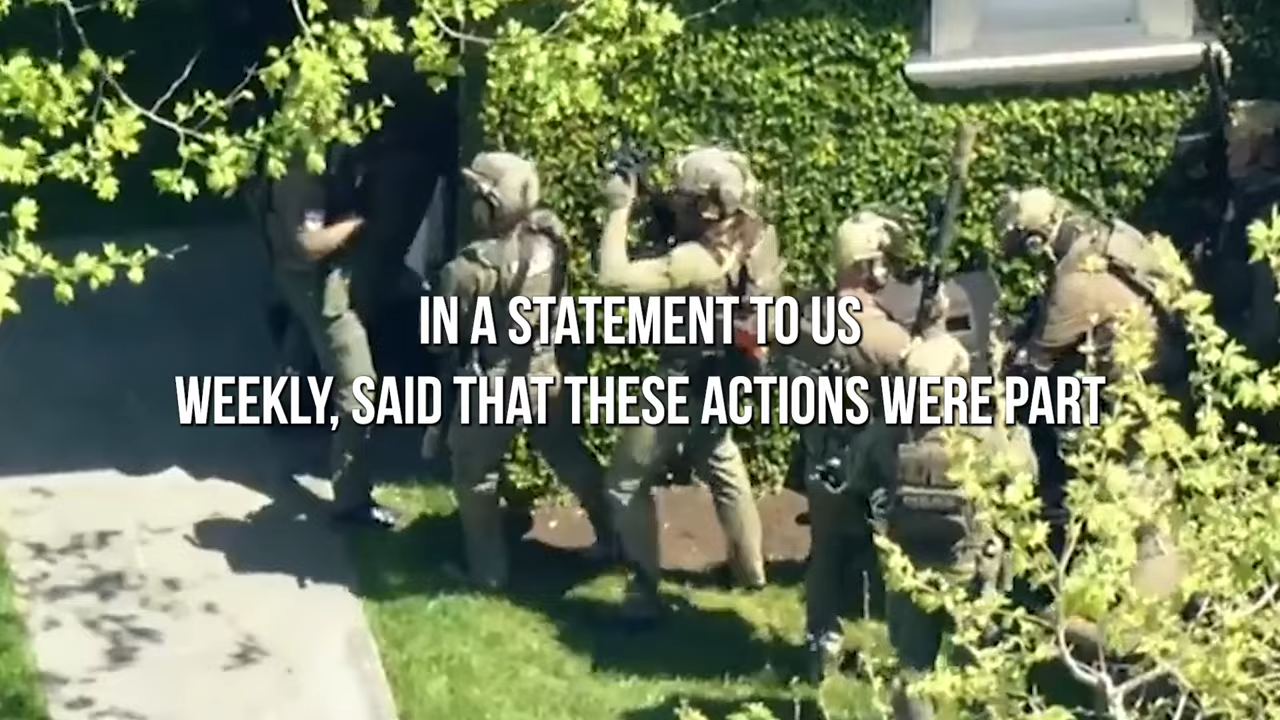 IN A STATEMENT TO US
WEEKLY, SAID THAT THESE ACTIONS WERE PART